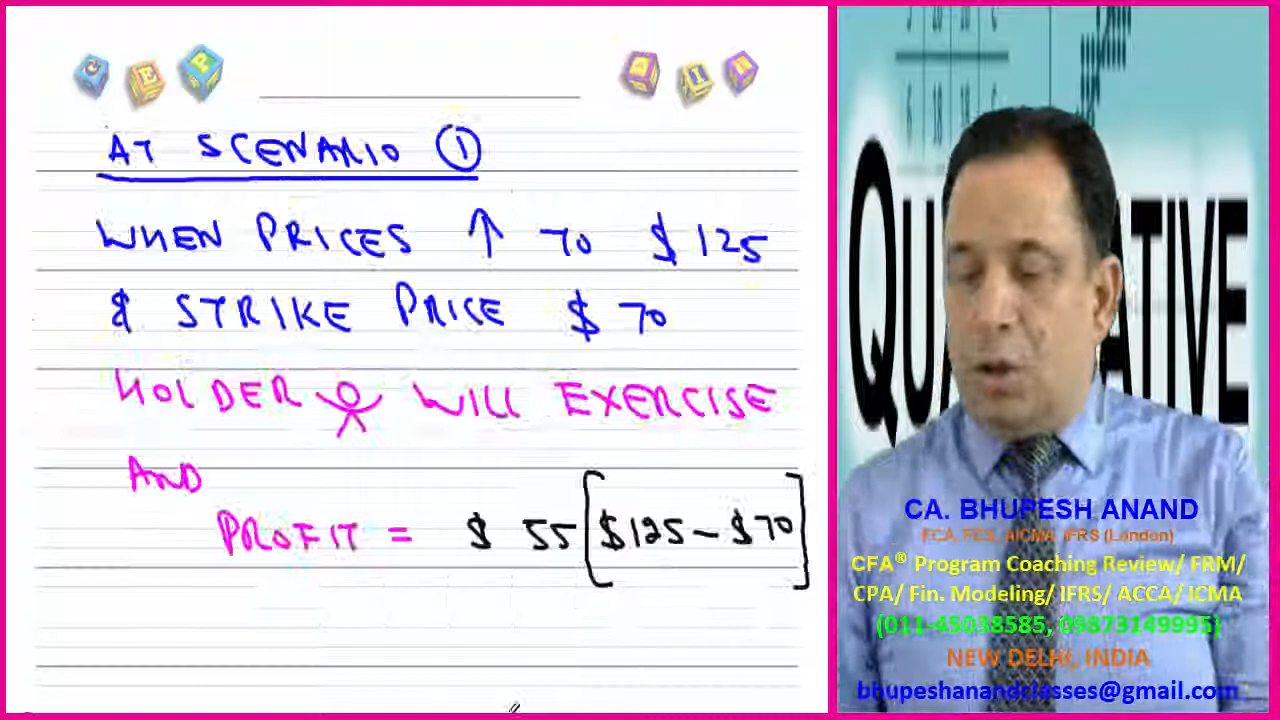 C E P
A I M
AT SCENARIO ①
WHEN PRICES ↑ TO $125
& STRIKE PRICE $70
HOLDER WILL EXERCISE
AND
PROFIT = $ 55 [$125 - $70]
CA. BHUPESH ANAND
FCA, FCS, AICMA, IFRS (London)
CFA® Program Coaching Review/ FRM/
CPA/ Fin. Modeling/ IFRS/ ACCA/ ICMA
(011-45038585, 09873149995)
NEW DELHI, INDIA
bhupeshanandclasses@gmail.com